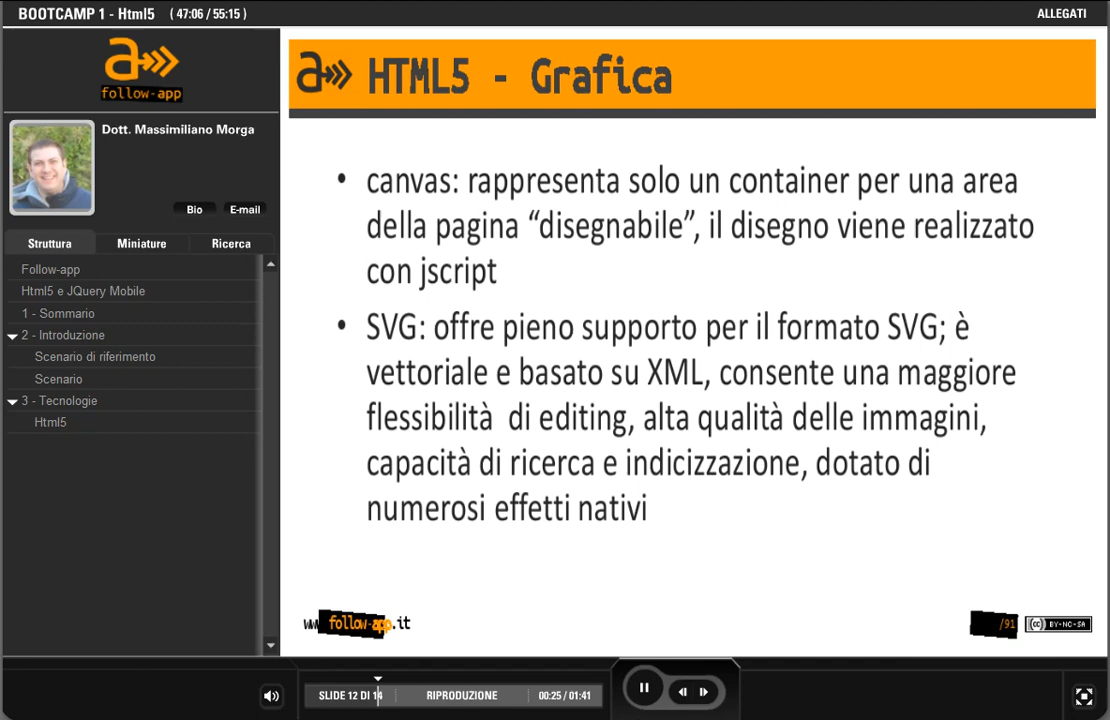 BOOTCAMP 1 - Html5 ( 47:06 / 55:15 )
ALLEGATI
a
follow-app
Dott. Massimiliano Morga
Bio E-mail
Struttura Miniature Ricerca
Follow-app
Html5 e JQuery Mobile
1 - Sommario
2 - Introduzione
Scenario di riferimento
Scenario
3 - Tecnologie
Html5
a HTML5 - Grafica
• canvas: rappresenta solo un container per una area
della pagina “disegnabile”, il disegno viene realizzato
con jscript
• SVG: offre pieno supporto per il formato SVG; è
vettoriale e basato su XML, consente una maggiore
flessibilità di editing, alta qualità delle immagini,
capacità di ricerca e indicizzazione, dotato di
numerosi effetti nativi
www.follow-app.it
/91
cc BY-NC-SA
SLIDE 12 DI 14 RIPRODUZIONE 00:25 / 01:41